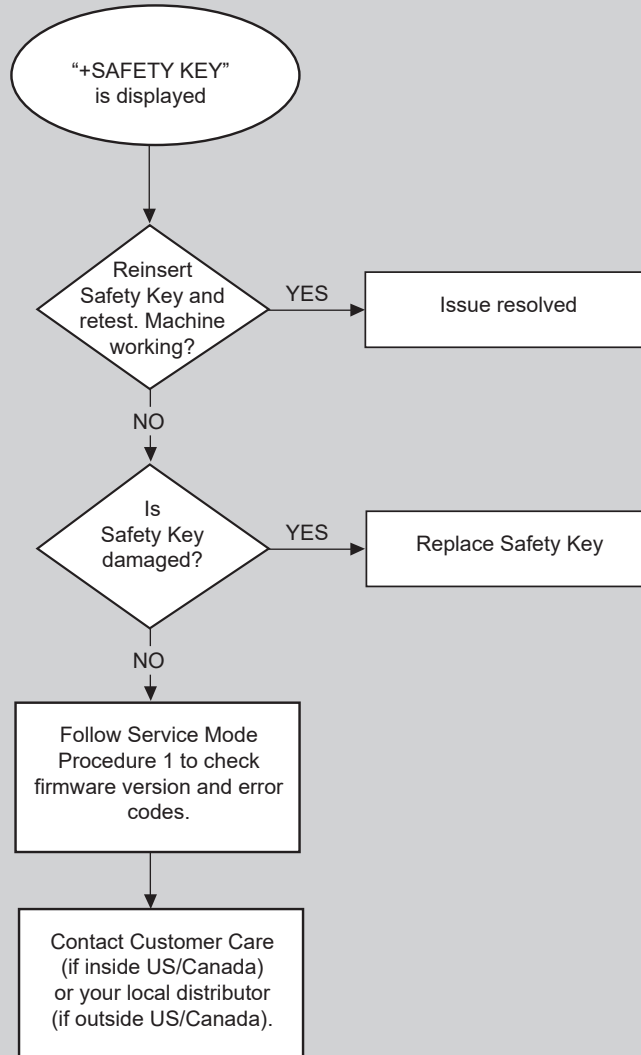 “+SAFETY KEY”
is displayed
Reinsert
Safety Key and
retest. Machine
working?
YES
Issue resolved
NO
Is
Safety Key
damaged?
YES
Replace Safety Key
NO
Follow Service Mode
Procedure 1 to check
firmware version and error
codes.
Contact Customer Care
(if inside US/Canada)
or your local distributor
(if outside US/Canada).